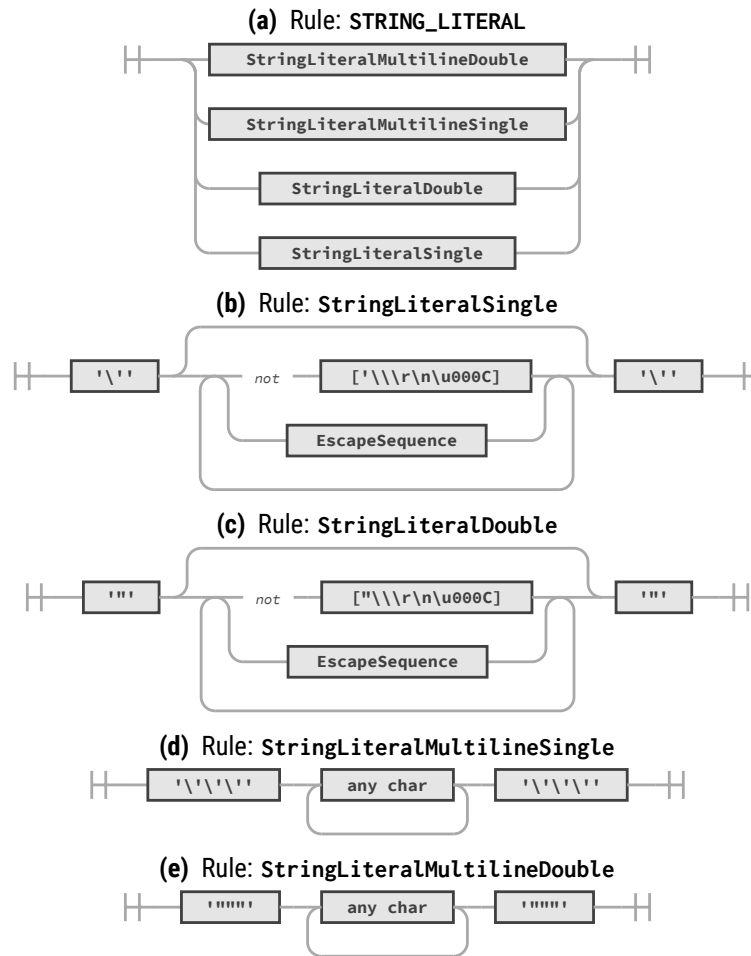 (a) Rule: STRING_LITERAL
StringLiteralMultilineDouble
StringLiteralMultilineSingle
StringLiteralDouble
StringLiteralSingle
(b) Rule: StringLiteralSingle
'\'' not ['\\\r\n\u000C] '\''
EscapeSequence
(c) Rule: StringLiteralDouble
'"' not ["\\\r\n\u000C] '"'
EscapeSequence
(d) Rule: StringLiteralMultilineSingle
'\'\'\'' any char '\'\'\''
(e) Rule: StringLiteralMultilineDouble
'"""' any char '"""'